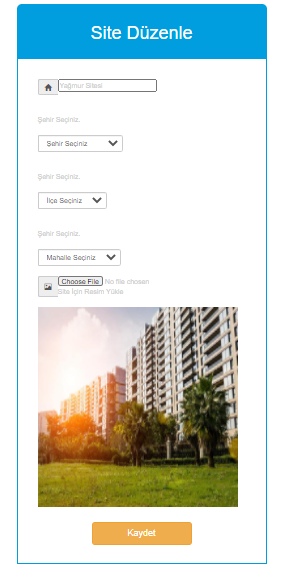 Site Düzenle
Yağmur Sitesi
Şehir Seçiniz.
Şehir Seçiniz
Şehir Seçiniz.
İlçe Seçiniz
Şehir Seçiniz.
Mahalle Seçiniz
Choose File No file chosen
Site İçin Resim Yükle
Kaydet